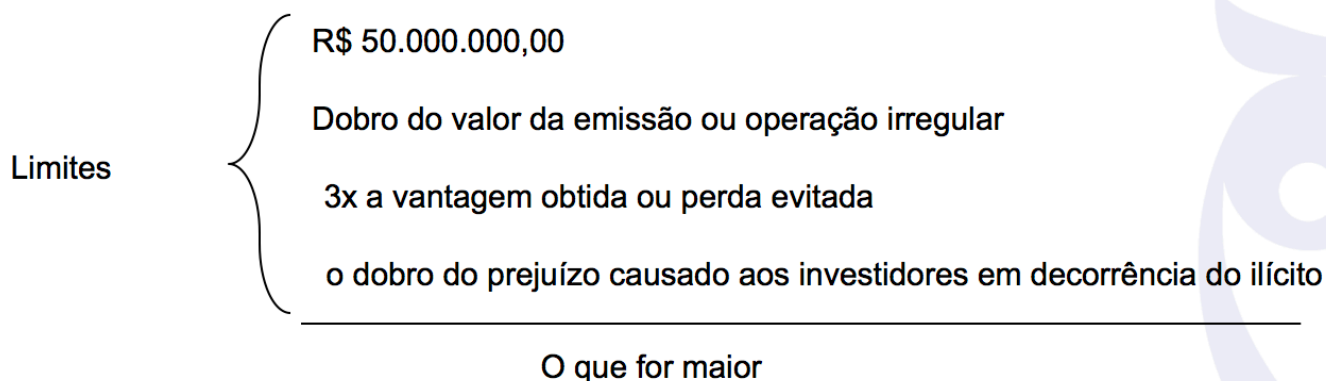 R$ 50.000.000,00
Dobro do valor da emissão ou operação irregular
Limites
3x a vantagem obtida ou perda evitada
o dobro do prejuízo causado aos investidores em decorrência do ilícito
O que for maior